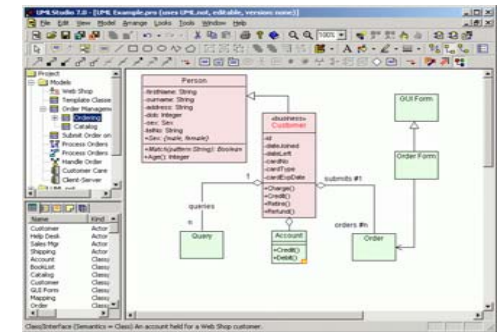 UMLStudio 7.0 - [UML Example.pro (uses UML.not, editable, version: none)]
File Edit View Model Arrange Looks Tools Window Help
100%
Project
Models
Web Shop
Template Classes
Order Managemen
Ordering
Catalog
Submit Order on
Process Orders
Process Orders
Handle Order
Customer Care
Client-Server
UML.not
Name Kind
Customer Actor
Help Desk Actor
Sales Mgr Actor
Shipping Actor
Account Class
BookList Class
Catalog Class
Customer Class
GUI Form Class
Mapping Class
Order Class
Person
-firstName: String
-surname: String
-address: String
-dob: Integer
-sex: Sex
-telNo: String
+Sex: {male, female}
+Match(pattern:String): Boolean
+Age(): Integer
«business»
Customer
-id
-dateJoined
-dateLeft
-cardNo
-cardType
-cardExpDate
+Charge()
+Credit()
+Retire()
+Refund()
GUI Form
Order Form
1
submits #1
queries
n
orders #n
Query
Account
+Credit()
+Debit()
Order
Class/Interface (Semantics = Class) An account held for a Web Shop customer.